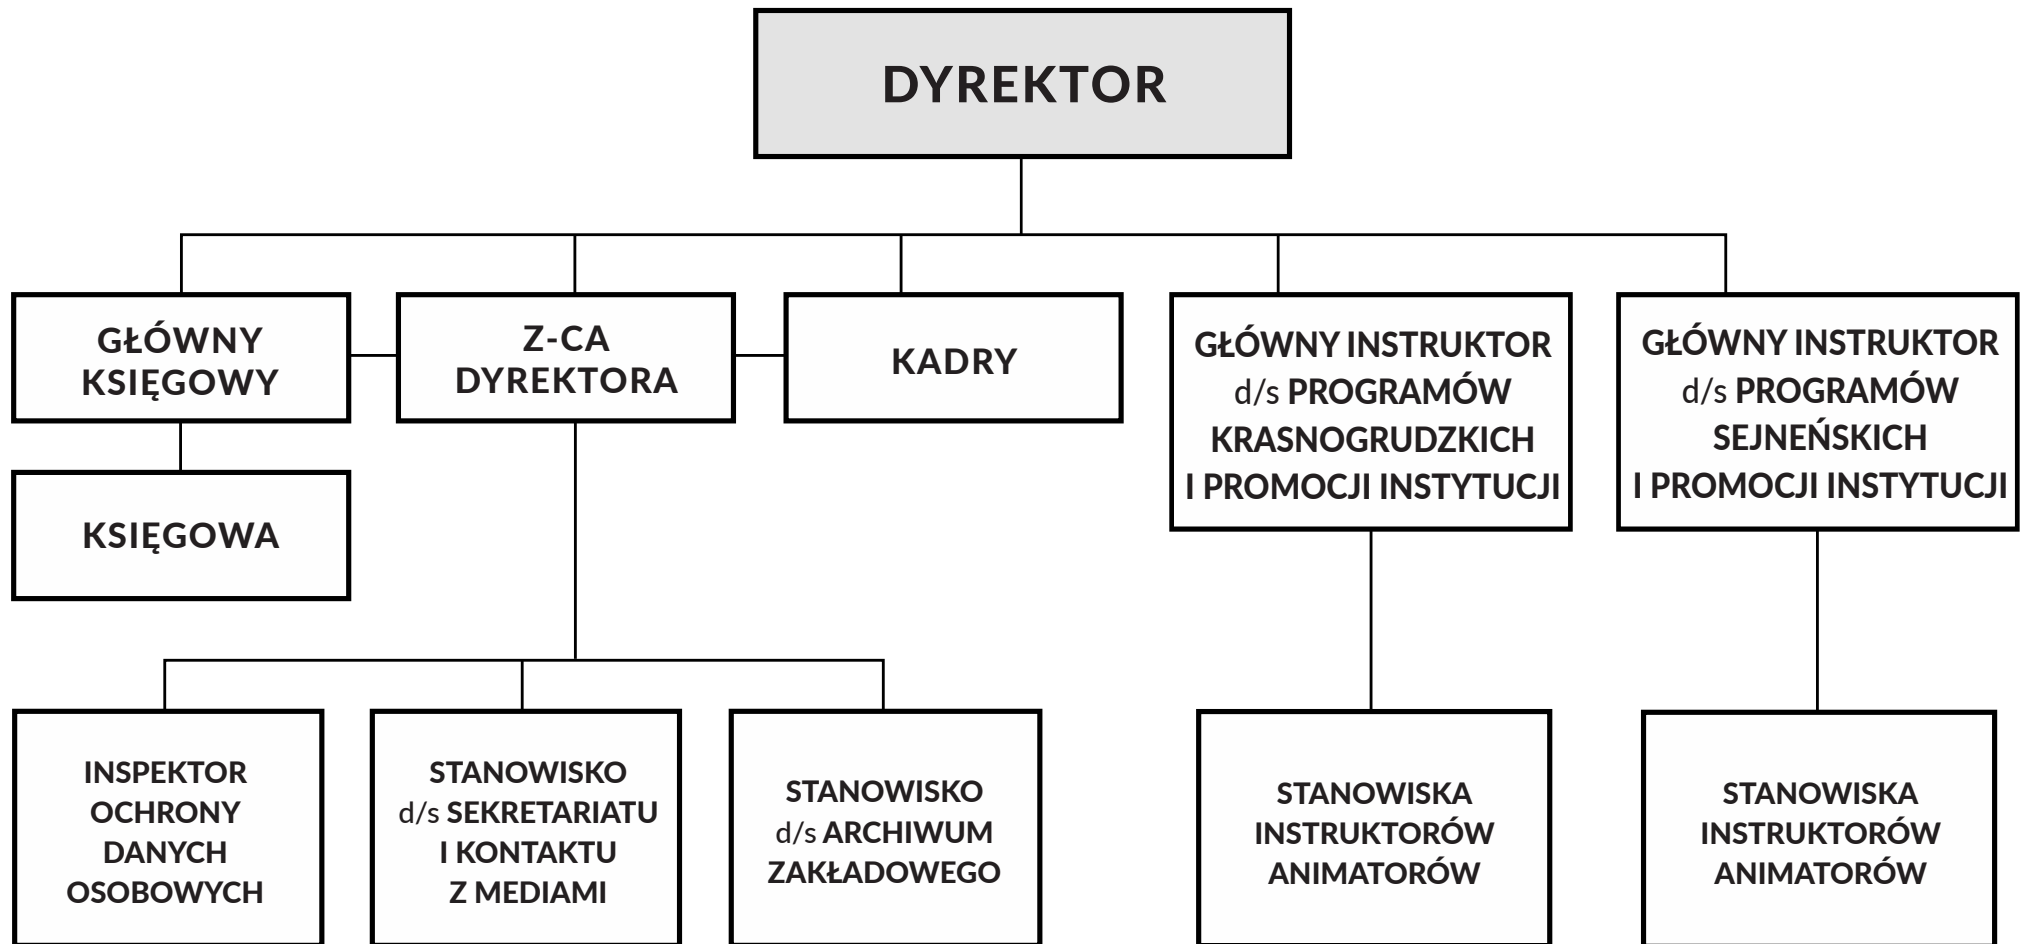 DYREKTOR
GŁÓWNY
KSIĘGOWY
Z-CA
DYREKTORA
KADRY
GŁÓWNY INSTRUKTOR
d/s PROGRAMÓW
KRASNOGRUDZKICH
I PROMOCJI INSTYTUCJI
GŁÓWNY INSTRUKTOR
d/s PROGRAMÓW
SEJNEŃSKICH
I PROMOCJI INSTYTUCJI
KSIĘGOWA
INSPEKTOR
OCHRONY
DANYCH
OSOBOWYCH
STANOWISKO
d/s SEKRETARIATU
I KONTAKTU
Z MEDIAMI
STANOWISKO
d/s ARCHIWUM
ZAKŁADOWEGO
STANOWISKA
INSTRUKTORÓW
ANIMATORÓW
STANOWISKA
INSTRUKTORÓW
ANIMATORÓW